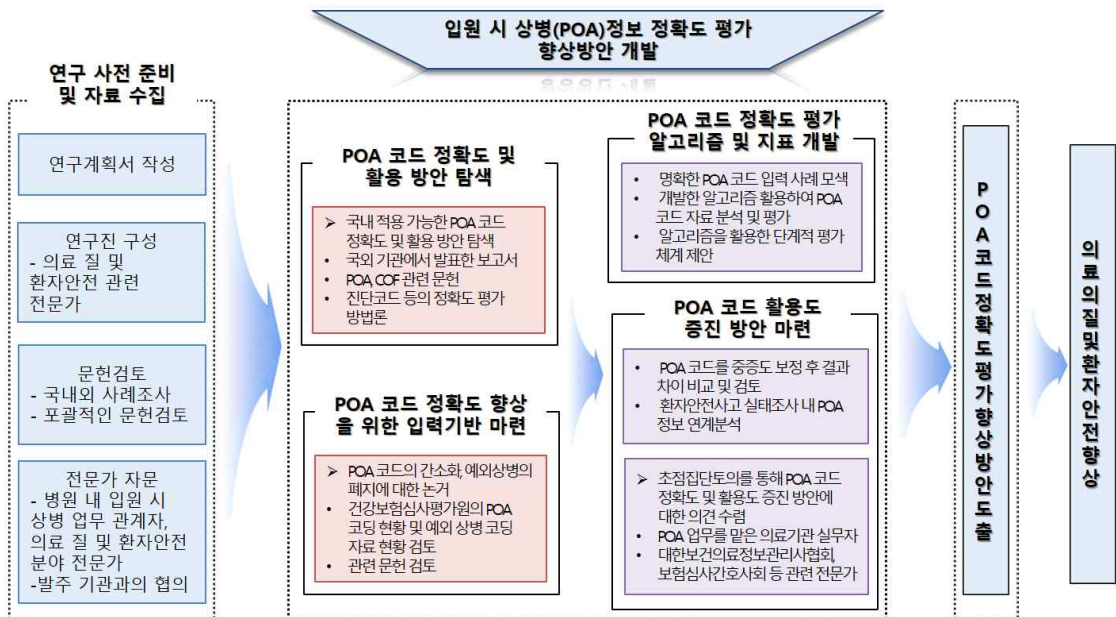 입원 시 상병(POA)정보 정확도 평가
향상방안 개발
연구 사전 준비
및 자료 수집
연구계획서 작성
연구진 구성
- 의료 질 및
환자안전 관련
전문가
문헌검토
- 국내외 사례조사
- 포괄적인 문헌검토
전문가 자문
- 병원 내 입원 시
상병 업무 관계자,
의료 질 및 환자안전
분야 전문가
-발주 기관과의 협의
POA 코드 정확도 및
활용 방안 탐색
➢ 국내 적용 가능한 POA 코드
정확도 및 활용 방안 탐색
• 국외 기관에서 발표한 보고서
• POA, COF 관련 문헌
• 진단코드 등의 정확도 평가
방법론
POA 코드 정확도 향상
을 위한 입력기반 마련
➢ POA 코드의 간소화, 예외상병의
폐지에 대한 논거
• 건강보험심사평가원의 POA
코딩 현황 및 예외 상병 코딩
자료 현황 검토
• 관련 문헌 검토
POA 코드 정확도 평가
알고리즘 및 지표 개발
• 명확한 POA 코드 입력 사례 모색
• 개발한 알고리즘 활용하여 POA
코드 자료 분석 및 평가
• 알고리즘을 활용한 단계적 평가
체계 제안
POA 코드 활용도
증진 방안 마련
• POA 코드를 중증도 보정 후 결과
차이 비교 및 검토
• 환자안전사고 실태조사 내 POA
정보 연계분석
➢ 초점집단토의를 통해 POA 코드
정확도 및 활용도 증진 방안에
대한 의견 수렴
• POA 업무를 맡은 의료기관 실무자
• 대한보건의료정보관리사협회,
보험심사간호사회 등 관련 전문가
POA코드정확도평가향상방안도출
의료의질및환자안전향상